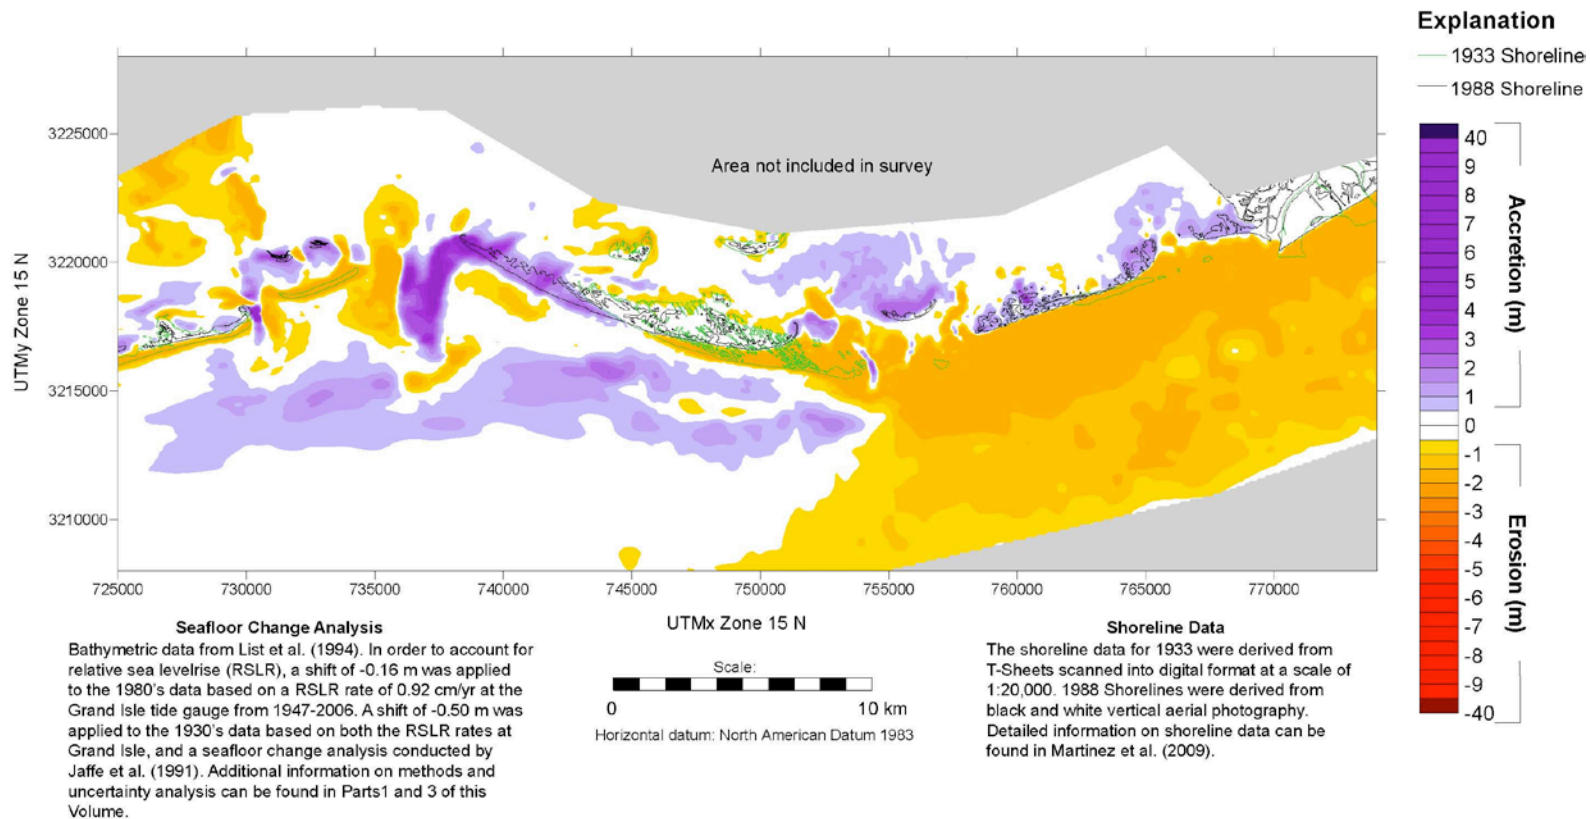 Explanation
1933 Shoreline
1988 Shoreline
40
9
8
7
6
5
4
3
2
1
0
-1
-2
-3
-4
-5
-6
-7
-8
-9
-40
Accretion (m)
Erosion (m)
Area not included in survey
UTMy Zone 15 N
3225000
3220000
3215000
3210000
725000 730000 735000 740000 745000 750000 755000 760000 765000 770000
UTMx Zone 15 N
Seafloor Change Analysis
Bathymetric data from List et al. (1994). In order to account for
relative sea levelrise (RSLR), a shift of -0.16 m was applied
to the 1980's data based on a RSLR rate of 0.92 cm/yr at the
Grand Isle tide gauge from 1947-2006. A shift of -0.50 m was
applied to the 1930's data based on both the RSLR rates at
Grand Isle, and a seafloor change analysis conducted by
Jaffe et al. (1991). Additional information on methods and
uncertainty analysis can be found in Parts1 and 3 of this
Volume.
Scale:
0 10 km
Horizontal datum: North American Datum 1983
Shoreline Data
The shoreline data for 1933 were derived from
T-Sheets scanned into digital format at a scale of
1:20,000. 1988 Shorelines were derived from
black and white vertical aerial photography.
Detailed information on shoreline data can be
found in Martinez et al. (2009).